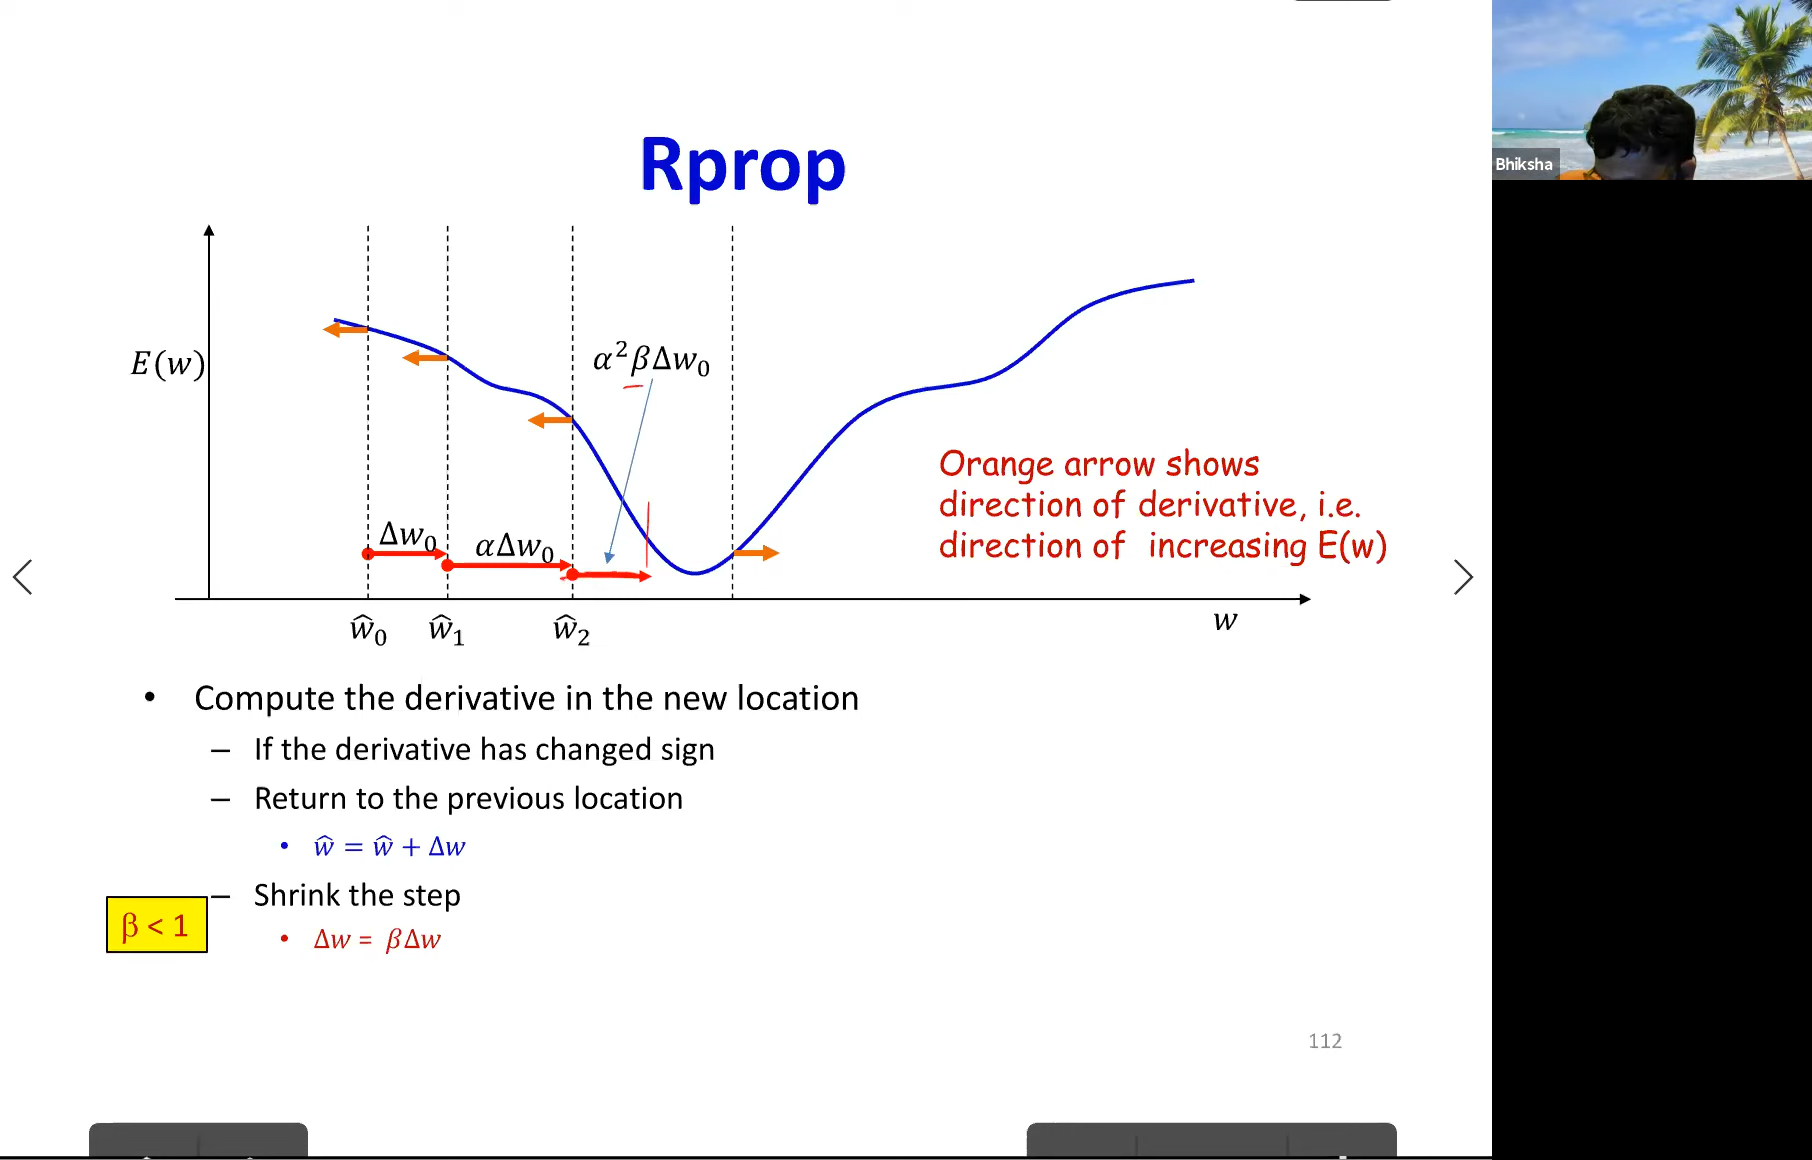 Bhiksha
Rprop
E(w)
α²βΔw₀
Orange arrow shows
direction of derivative, i.e.
direction of increasing E(w)
Δw₀
αΔw₀
ŵ₀
ŵ₁
ŵ₂
w
• Compute the derivative in the new location
– If the derivative has changed sign
– Return to the previous location
• ŵ = ŵ + Δw
– Shrink the step
β < 1
• Δw = βΔw
112